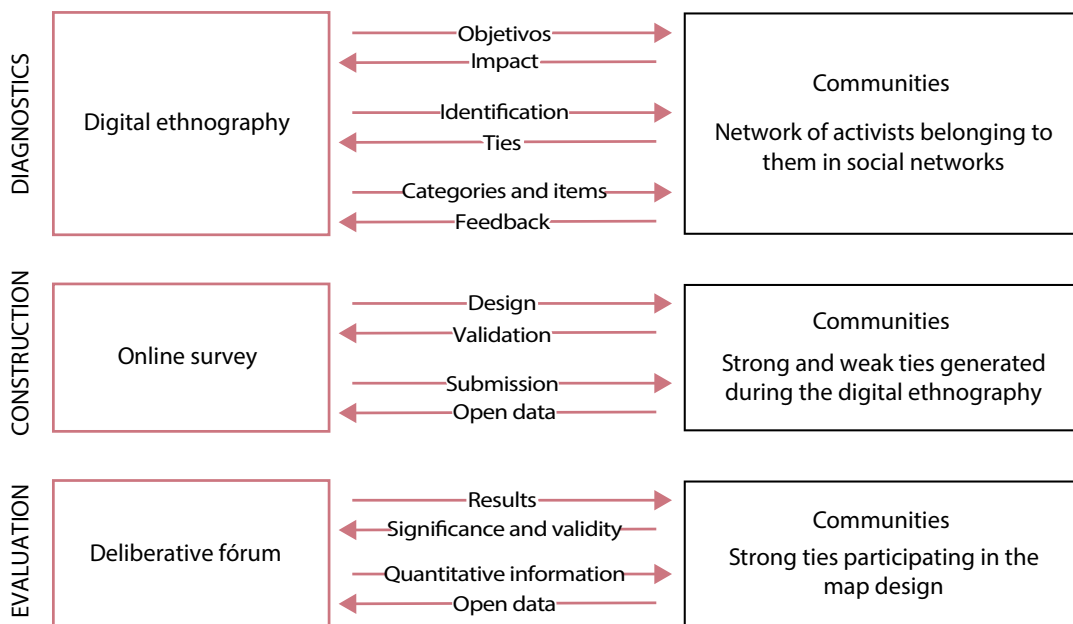 DIAGNOSTICS
Digital ethnography
Objetivos
Impact
Identification
Ties
Categories and items
Feedback
Communities
Network of activists belonging to
them in social networks
CONSTRUCTION
Online survey
Design
Validation
Submission
Open data
Communities
Strong and weak ties generated
during the digital ethnography
EVALUATION
Deliberative fórum
Results
Significance and validity
Quantitative information
Open data
Communities
Strong ties participating in the
map design